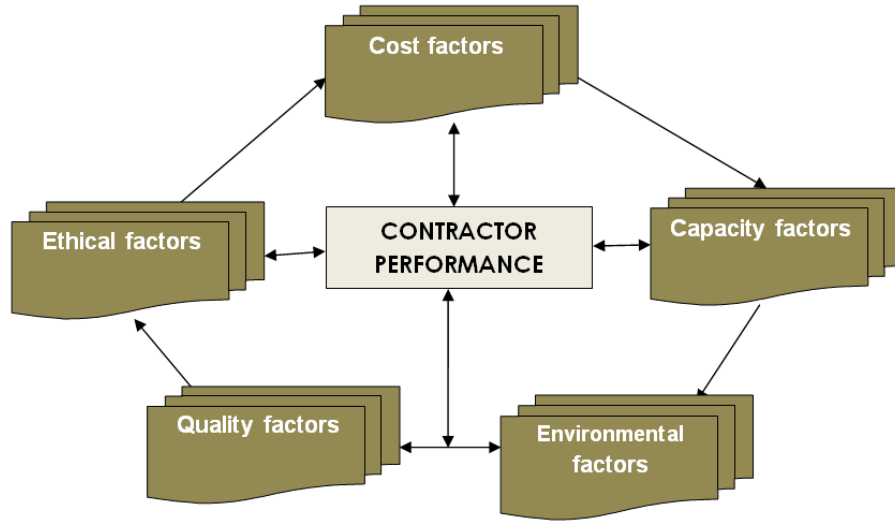 Cost factors
Ethical factors
CONTRACTOR
PERFORMANCE
Capacity factors
Quality factors
Environmental
factors